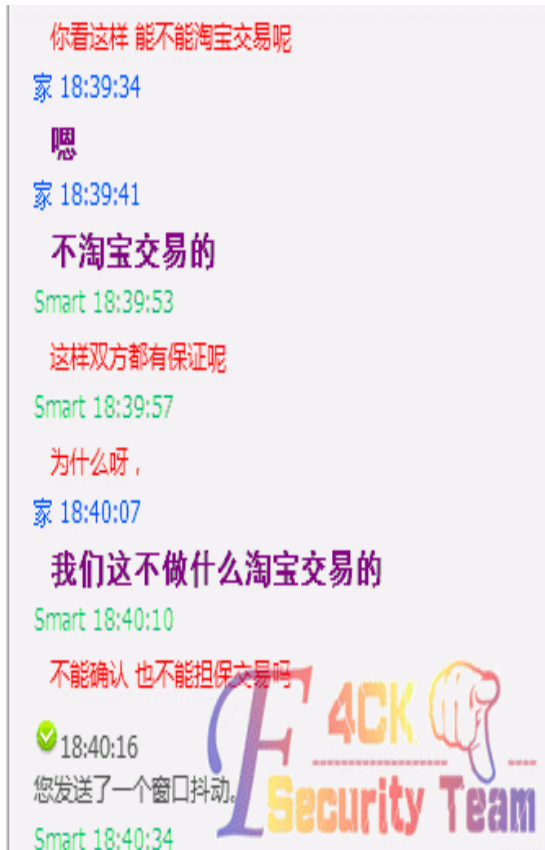 你看这样 能不能淘宝交易呢
家 18:39:34
嗯
家 18:39:41
不淘宝交易的
Smart 18:39:53
这样双方都有保证呢
Smart 18:39:57
为什么呀，
家 18:40:07
我们这不做什么淘宝交易的
Smart 18:40:10
不能确认 也不能担保交易吗
18:40:16
您发送了一个窗口抖动。
Smart 18:40:34
F4CK
Security Team